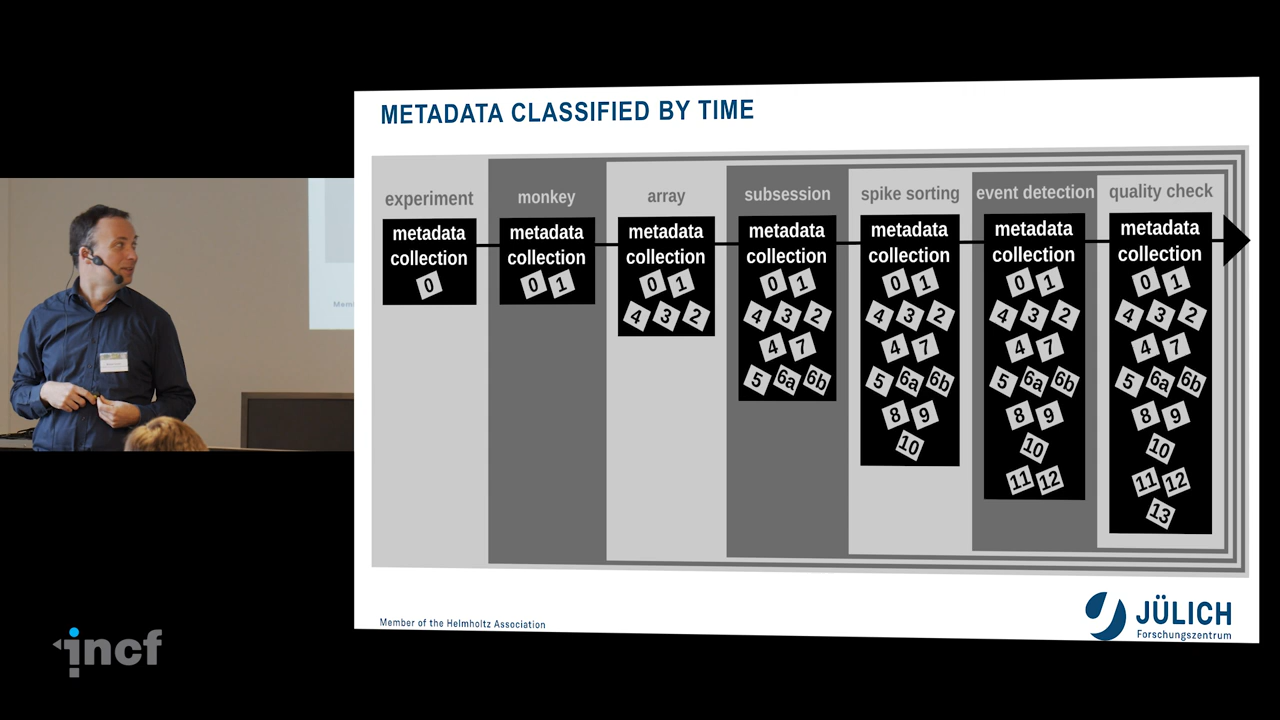 METADATA CLASSIFIED BY TIME
experiment
metadata
collection
0
monkey
metadata
collection
0 1
array
metadata
collection
0 1
4 3 2
subsession
metadata
collection
0 1
4 3 2
4 7
5 6a 6b
spike sorting
metadata
collection
0 1
4 3 2
4 7
5 6a 6b
8 9
10
event detection
metadata
collection
0 1
4 3 2
4 7
5 6a 6b
8 9
10
11 12
quality check
metadata
collection
0 1
4 3 2
4 7
5 6a 6b
8 9
10
11 12
13
Member of the Helmholtz Association
JÜLICH
Forschungszentrum
incf